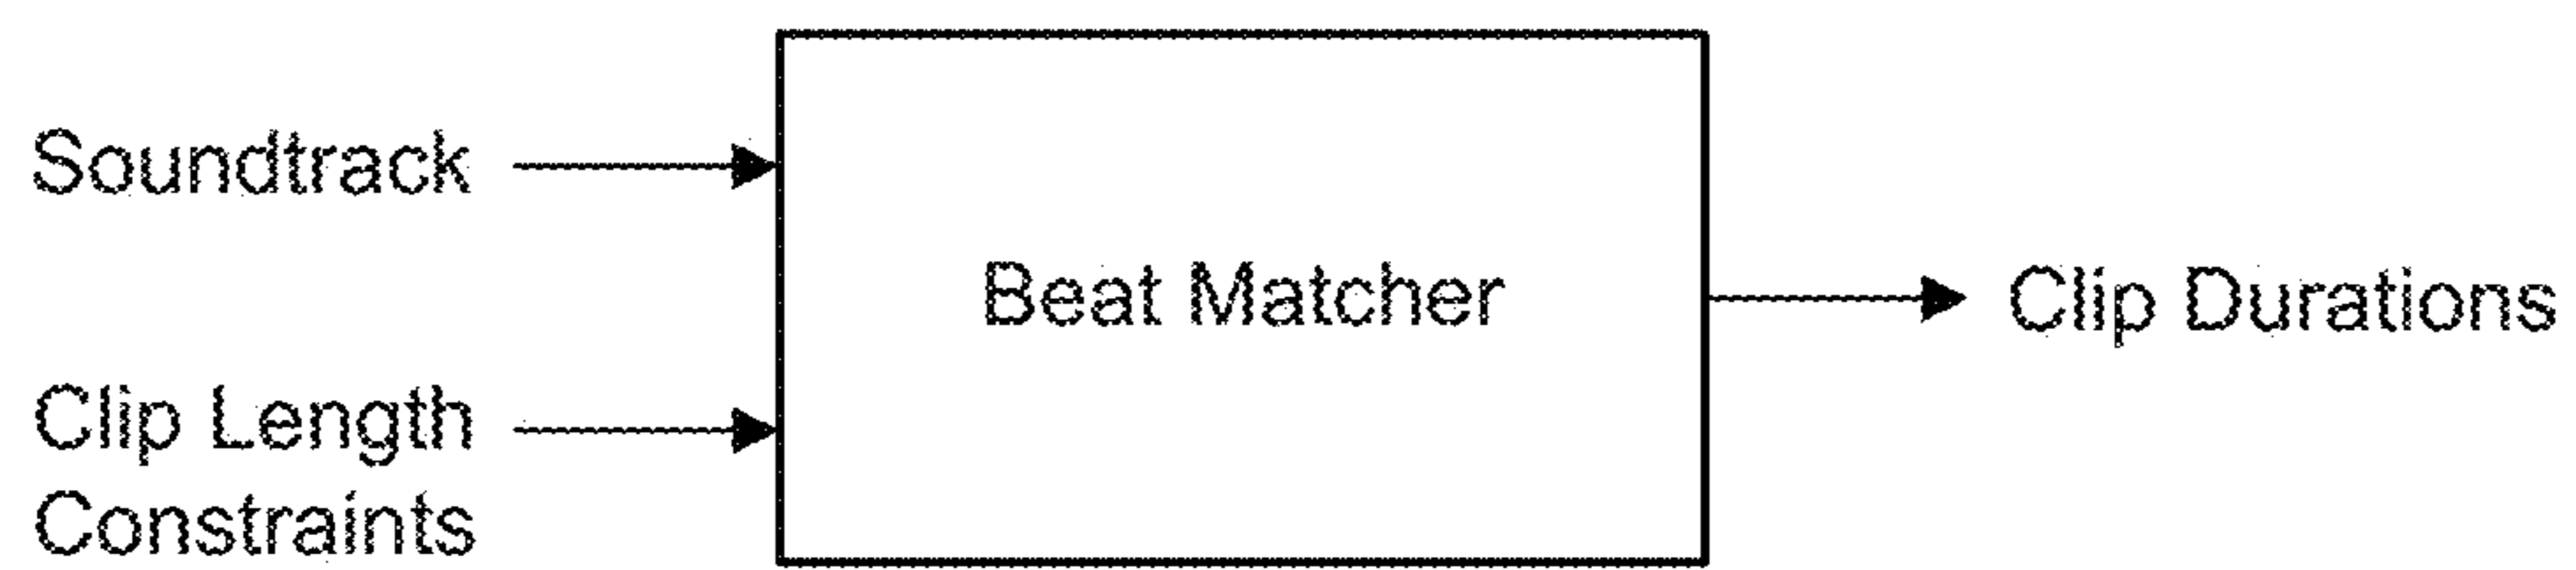 Soundtrack
Beat Matcher
Clip Durations
Clip Length
Constraints